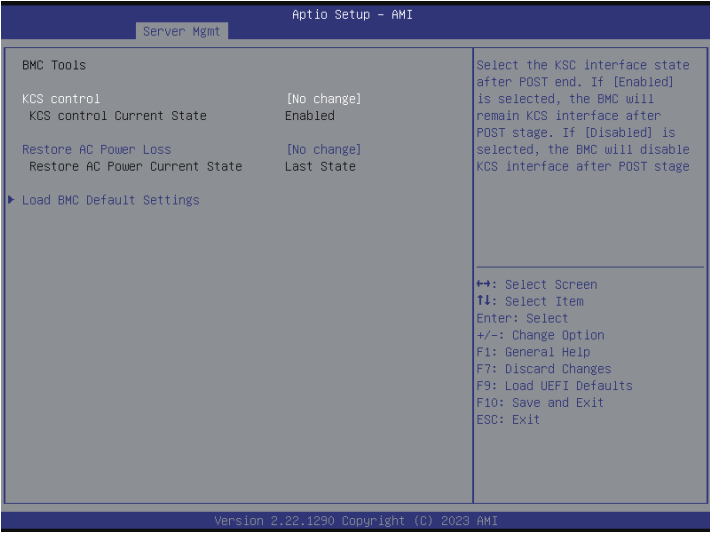 Aptio Setup – AMI
Server Mgmt
BMC Tools
KCS control [No change]
KCS control Current State Enabled
Restore AC Power Loss [No change]
Restore AC Power Current State Last State
Load BMC Default Settings
Select the KSC interface state
after POST end. If [Enabled]
is selected, the BMC will
remain KCS interface after
POST stage. If [Disabled] is
selected, the BMC will disable
KCS interface after POST stage
↔: Select Screen
↑↓: Select Item
Enter: Select
+/-: Change Option
F1: General Help
F7: Discard Changes
F9: Load UEFI Defaults
F10: Save and Exit
ESC: Exit
Version 2.22.1290 Copyright (C) 2023 AMI